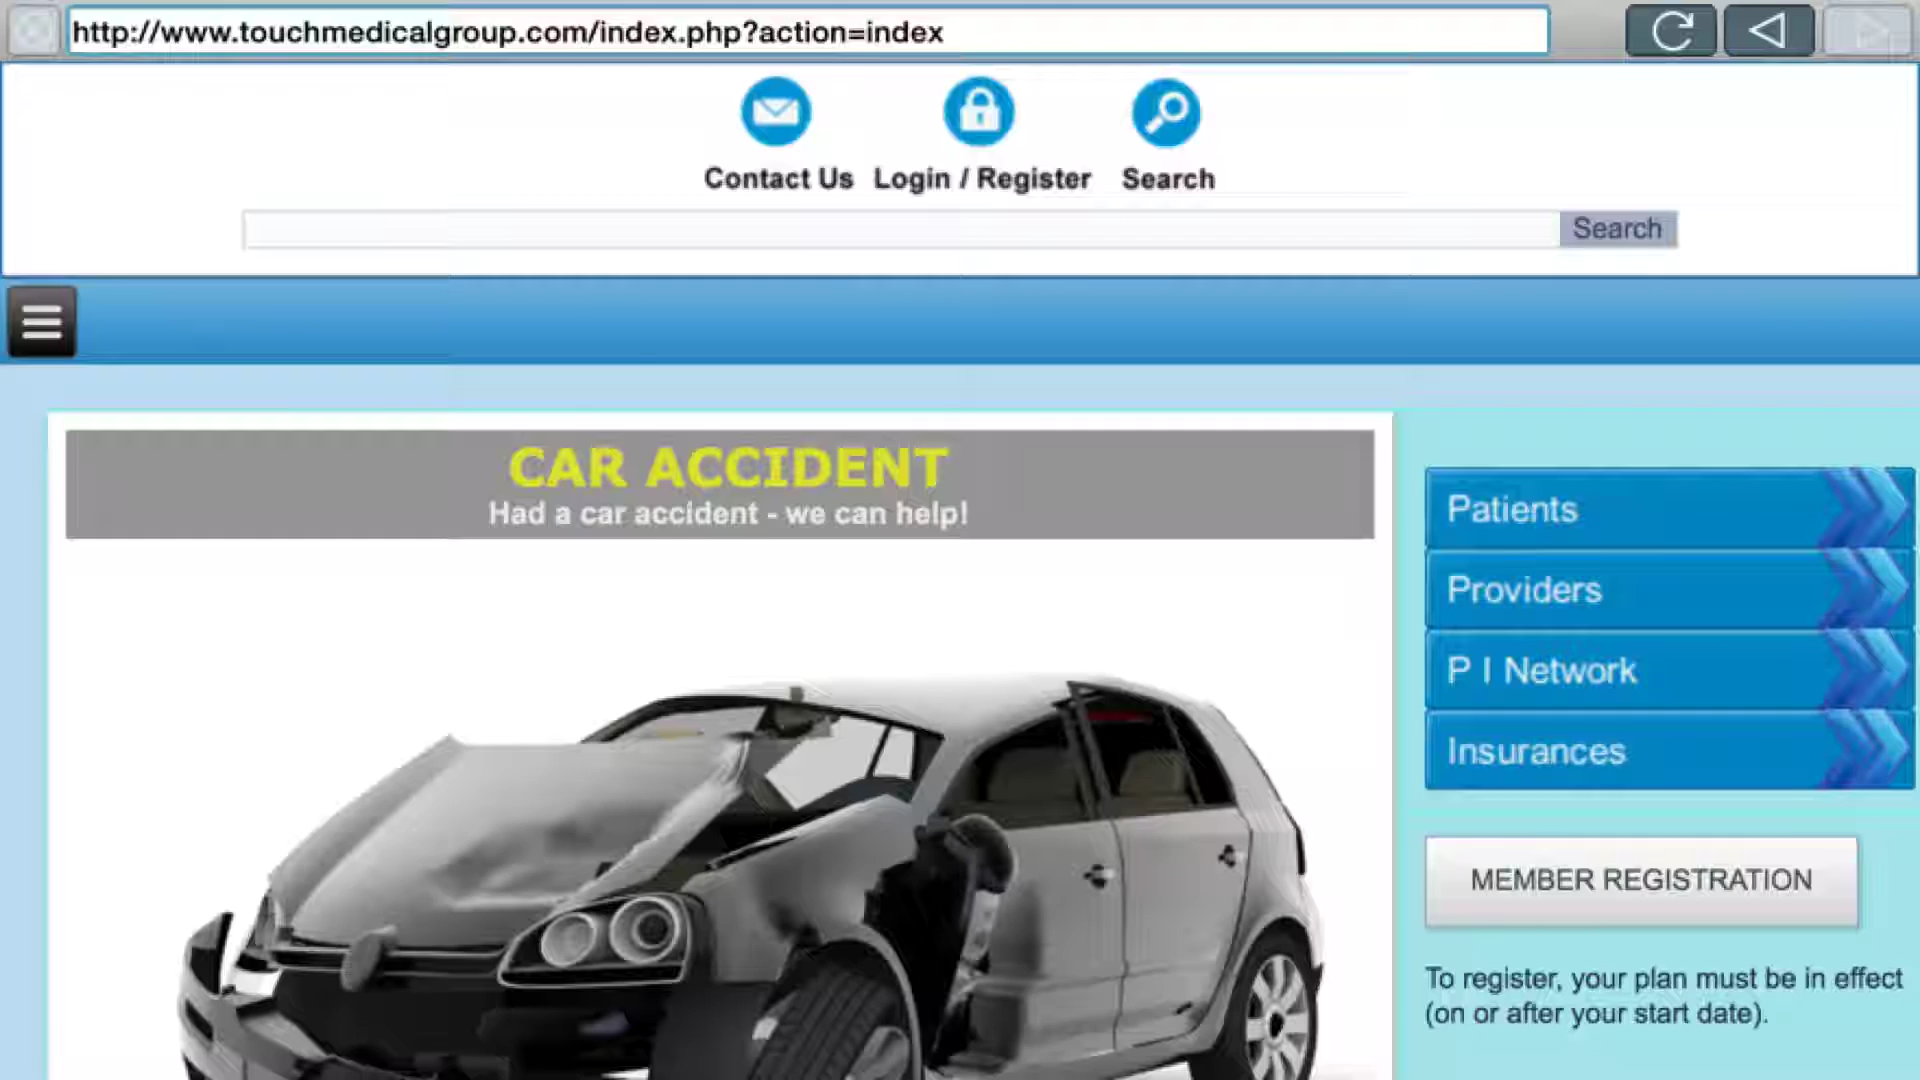 http://www.touchmedicalgroup.com/index.php?action=index
Contact Us Login / Register Search
Search
CAR ACCIDENT
Had a car accident - we can help!
Patients
Providers
P I Network
Insurances
MEMBER REGISTRATION
To register, your plan must be in effect
(on or after your start date).